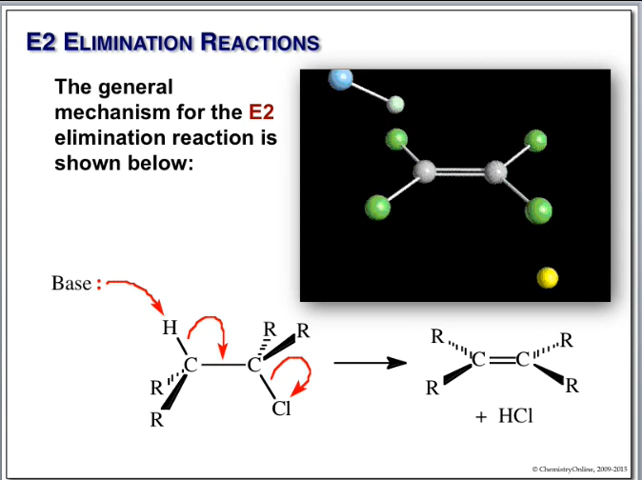 E2 ELIMINATION REACTIONS
The general
mechanism for the E2
elimination reaction is
shown below:
Base :
H
R R
C C
R
R
Cl
R R
C C
R R
+ HCl
© ChemistryOnline, 2009-2015